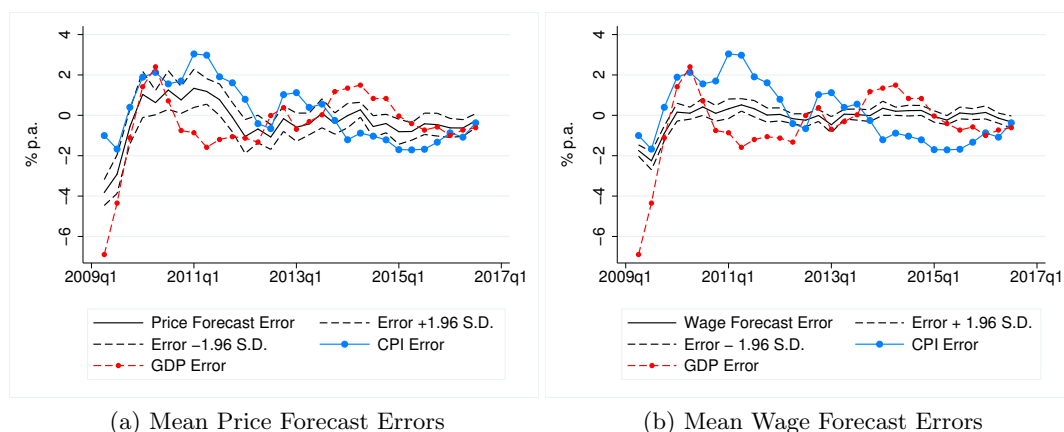 4
2
0
−2
−4
−6
% p.a.
2009q1 2011q1 2013q1 2015q1 2017q1
Price Forecast Error Error +1.96 S.D.
Error −1.96 S.D. CPI Error
GDP Error
(a) Mean Price Forecast Errors
4
2
0
−2
−4
−6
% p.a.
2009q1 2011q1 2013q1 2015q1 2017q1
Wage Forecast Error Error + 1.96 S.D.
Error − 1.96 S.D. CPI Error
GDP Error
(b) Mean Wage Forecast Errors